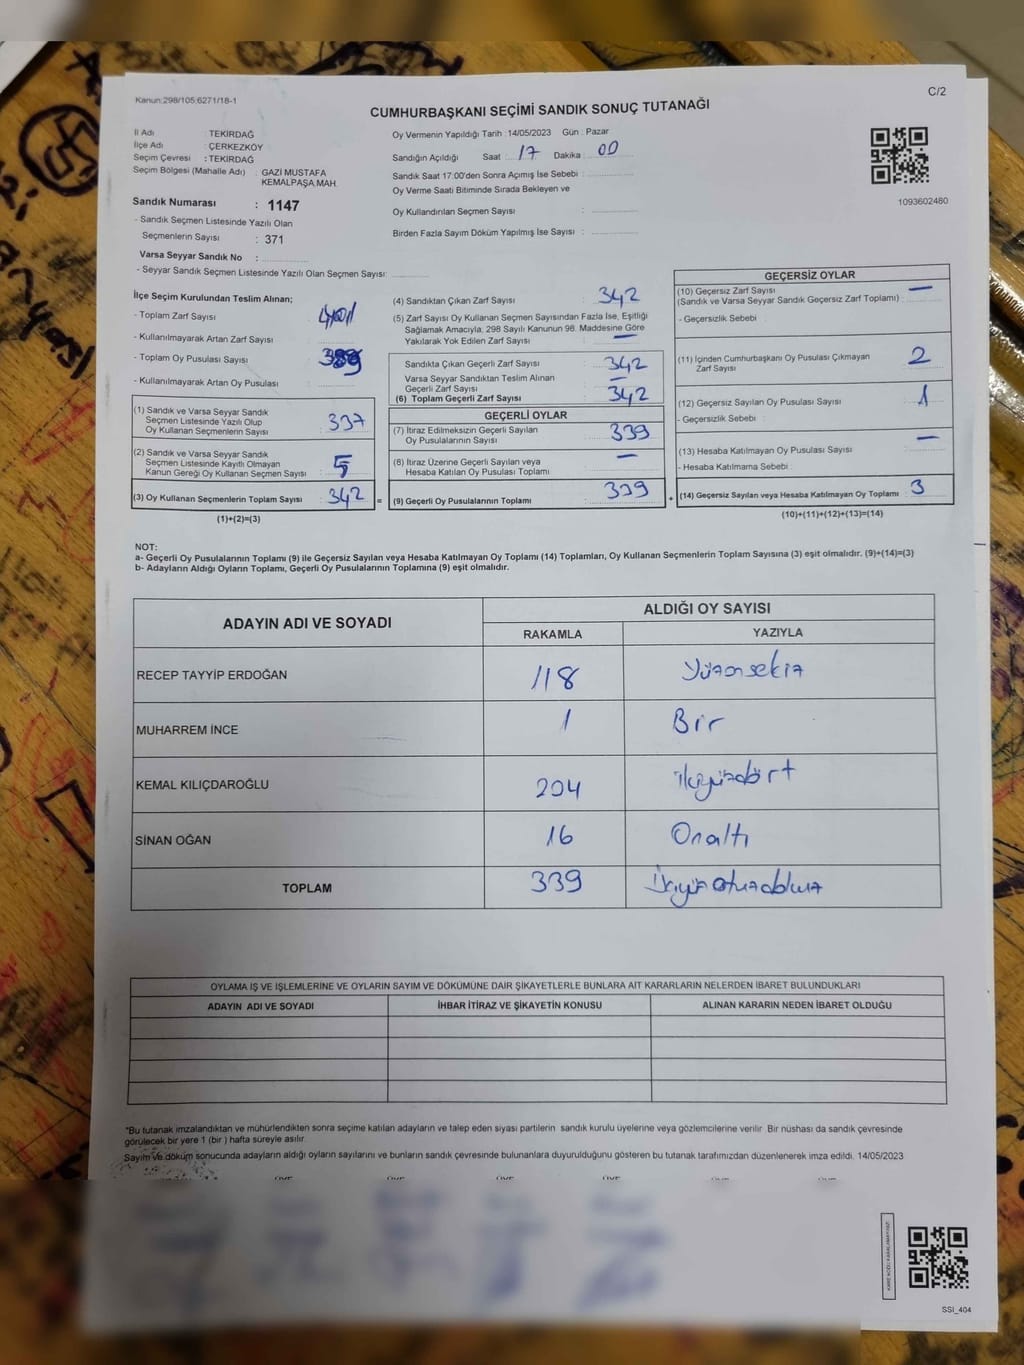 Kanun:298/105:6271/18-1
C/2
CUMHURBAŞKANI SEÇİMİ SANDIK SONUÇ TUTANAĞI
İl Adı : TEKİRDAĞ
İlçe Adı : ÇERKEZKÖY
Seçim Çevresi : TEKİRDAĞ
Seçim Bölgesi (Mahalle Adı) : GAZİ MUSTAFA
KEMALPAŞA MAH.
Sandık Numarası : 1147
- Sandık Seçmen Listesinde Yazılı Olan
Seçmenlerin Sayısı : 371
Varsa Seyyar Sandık No :
- Seyyar Sandık Seçmen Listesinde Yazılı Olan Seçmen Sayısı:
Oy Vermenin Yapıldığı Tarih : 14/05/2023 Gün : Pazar
Sandığın Açıldığı Saat : 17 Dakika : 00
Sandık Saat 17:00'den Sonra Açımış İse Sebebi :
Oy Verme Saati Bitiminde Sırada Bekleyen ve
Oy Kullandırılan Seçmen Sayısı :
Birden Fazla Sayım Döküm Yapılmış İse Sayısı :
1093602480
İlçe Seçim Kurulundan Teslim Alınan;
- Toplam Zarf Sayısı :
- Kullanılmayarak Artan Zarf Sayısı :
- Toplam Oy Pusulası Sayısı :
- Kullanılmayarak Artan Oy Pusulası :
(1) Sandık ve Varsa Seyyar Sandık
Seçmen Listesinde Yazılı Olup
Oy Kullanan Seçmenlerin Sayısı : 337
(2) Sandık ve Varsa Seyyar Sandık
Seçmen Listesinde Kayıtlı Olmayan
Kanun Gereği Oy Kullanan Seçmen Sayısı : 5
(3) Oy Kullanan Seçmenlerin Toplam Sayısı : 342 =
(1)+(2)=(3)
(4) Sandıktan Çıkan Zarf Sayısı : 342
(5) Zarf Sayısı Oy Kullanan Seçmen Sayısından Fazla İse, Eşitliği
Sağlamak Amacıyla, 298 Sayılı Kanunun 98. Maddesine Göre
Yakılarak Yok Edilen Zarf Sayısı : —
Sandıkta Çıkan Geçerli Zarf Sayısı : 342
Varsa Seyyar Sandıktan Teslim Alınan
Geçerli Zarf Sayısı : —
(6) Toplam Geçerli Zarf Sayısı : 342
GEÇERLİ OYLAR
(7) İtiraz Edilmeksizin Geçerli Sayılan
Oy Pusulalarının Sayısı : 339
(8) İtiraz Üzerine Geçerli Sayılan veya
Hesaba Katılan Oy Pusulası Toplamı : —
(9) Geçerli Oy Pusulalarının Toplamı : 339 +
GEÇERSİZ OYLAR
(10) Geçersiz Zarf Sayısı : —
(Sandık ve Varsa Seyyar Sandık Geçersiz Zarf Toplamı) :
- Geçersizlik Sebebi :
(11) İçinden Cumhurbaşkanı Oy Pusulası Çıkmayan
Zarf Sayısı : 2
(12) Geçersiz Sayılan Oy Pusulası Sayısı : 1
- Geçersizlik Sebebi :
(13) Hesaba Katılmayan Oy Pusulası Sayısı : —
- Hesaba Katılmama Sebebi :
(14) Geçersiz Sayılan veya Hesaba Katılmayan Oy Toplamı : 3
(10)+(11)+(12)+(13)=(14)
NOT:
a- Geçerli Oy Pusulalarının Toplamı (9) ile Geçersiz Sayılan veya Hesaba Katılmayan Oy Toplamı (14) Toplamları, Oy Kullanan Seçmenlerin Toplam Sayısına (3) eşit olmalıdır. (9)+(14)=(3)
b- Adayların Aldığı Oyların Toplamı, Geçerli Oy Pusulalarının Toplamına (9) eşit olmalıdır.
ADAYIN ADI VE SOYADI ALDIĞI OY SAYISI
RAKAMLA YAZIYLA
RECEP TAYYİP ERDOĞAN 118 Yüzonsekiz
MUHARREM İNCE 1 Bir
KEMAL KILIÇDAROĞLU 204 ikiyüzdört
SİNAN OĞAN 16 Onaltı
TOPLAM 339
OYLAMA İŞ VE İŞLEMLERİNE VE OYLARIN SAYIM VE DÖKÜMÜNE DAİR ŞİKAYETLERLE BUNLARA AİT KARARLARIN NELERDEN İBARET BULUNDUKLARI
ADAYIN ADI VE SOYADI İHBAR İTİRAZ VE ŞİKAYETİN KONUSU ALINAN KARARIN NEDEN İBARET OLDUĞU
*Bu tutanak imzalandıktan ve mühürlendikten sonra seçime katılan adayların ve talep eden siyasi partilerin sandık kurulu üyelerine veya gözlemcilerine verilir. Bir nüshası da sandık çevresinde
görülecek bir yere 1 (bir) hafta süreyle asılır.
Sayım ve döküm sonucunda adayların aldığı oyların sayılarını ve bunların sandık çevresinde bulunanlara duyurulduğunu gösteren bu tutanak tarafımızdan düzenlenerek imza edildi. 14/05/2023
SSI_404